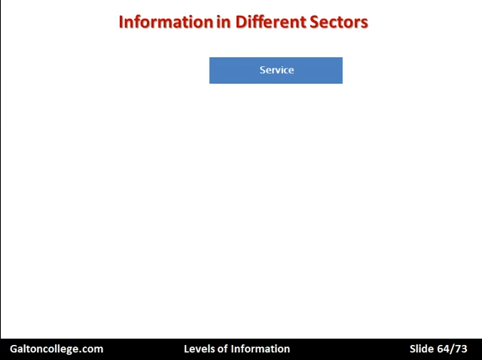 Information in Different Sectors
Service
Galtoncollege.com
Levels of Information
Slide 64/73